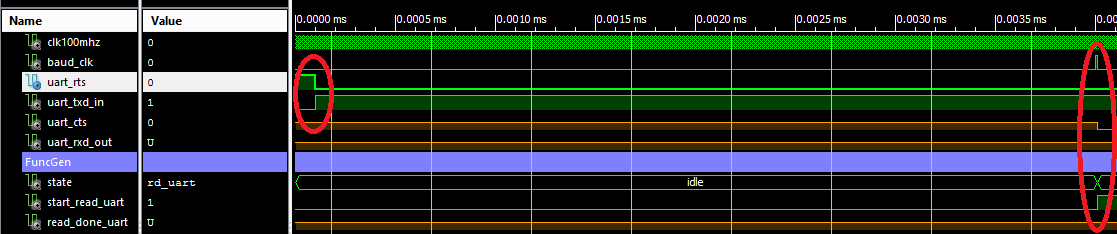 Name Value 0.0000 ms 0.0005 ms 0.0010 ms 0.0015 ms 0.0020 ms 0.0025 ms 0.0030 ms 0.0035 ms 0.00
clk100mhz 0
baud_clk 0
uart_rts 0
uart_txd_in 1
uart_cts 0
uart_rxd_out U
FuncGen
state rd_uart idle
start_read_uart 1
read_done_uart U